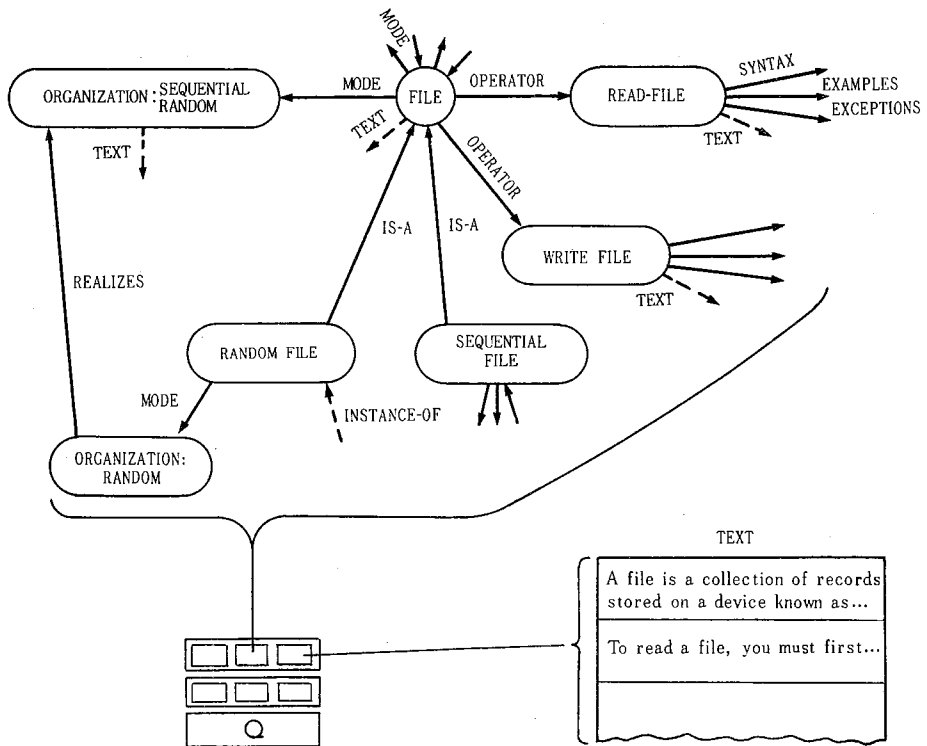 MODE
ORGANIZATION: SEQUENTIAL
RANDOM
MODE
FILE
OPERATOR
READ-FILE
SYNTAX
EXAMPLES
EXCEPTIONS
TEXT
TEXT
TEXT
OPERATOR
IS-A
IS-A
WRITE FILE
TEXT
REALIZES
RANDOM FILE
SEQUENTIAL
FILE
MODE
INSTANCE-OF
ORGANIZATION:
RANDOM
TEXT
A file is a collection of records
stored on a device known as...
To read a file, you must first...